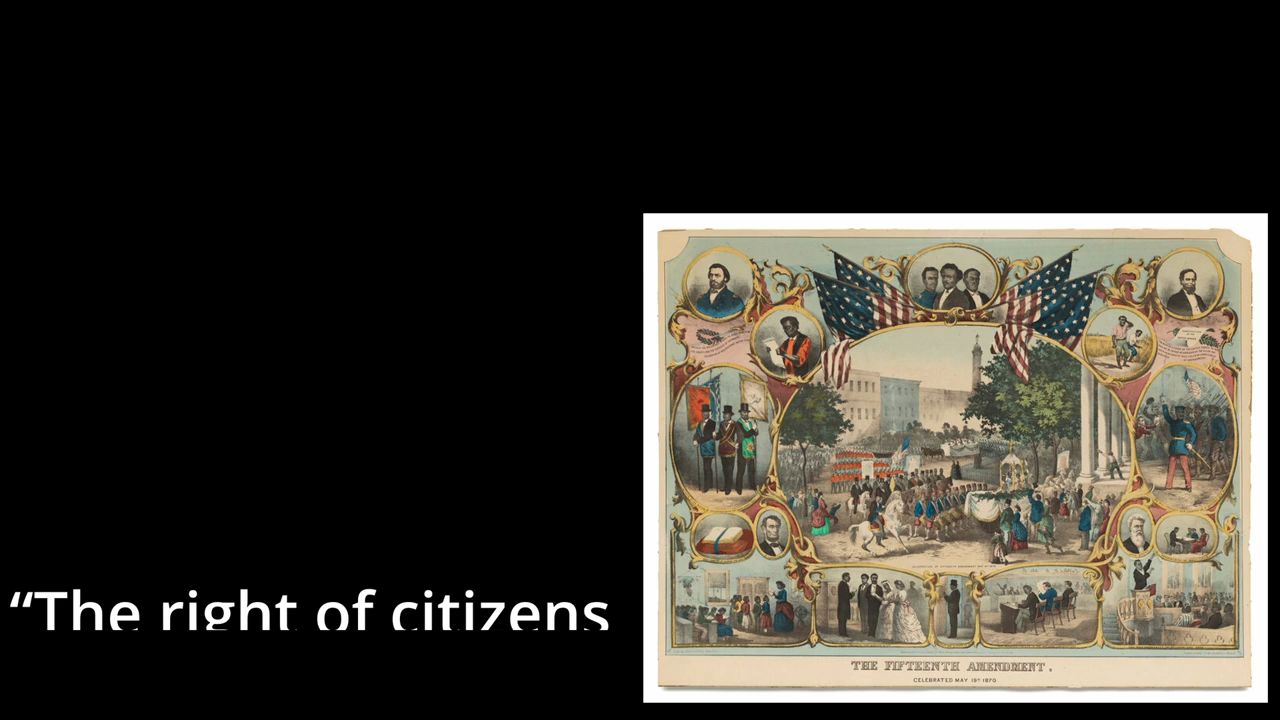 “The right of citizens
THE FIFTEENTH AMENDMENT.
CELEBRATED MAY 19TH 1870